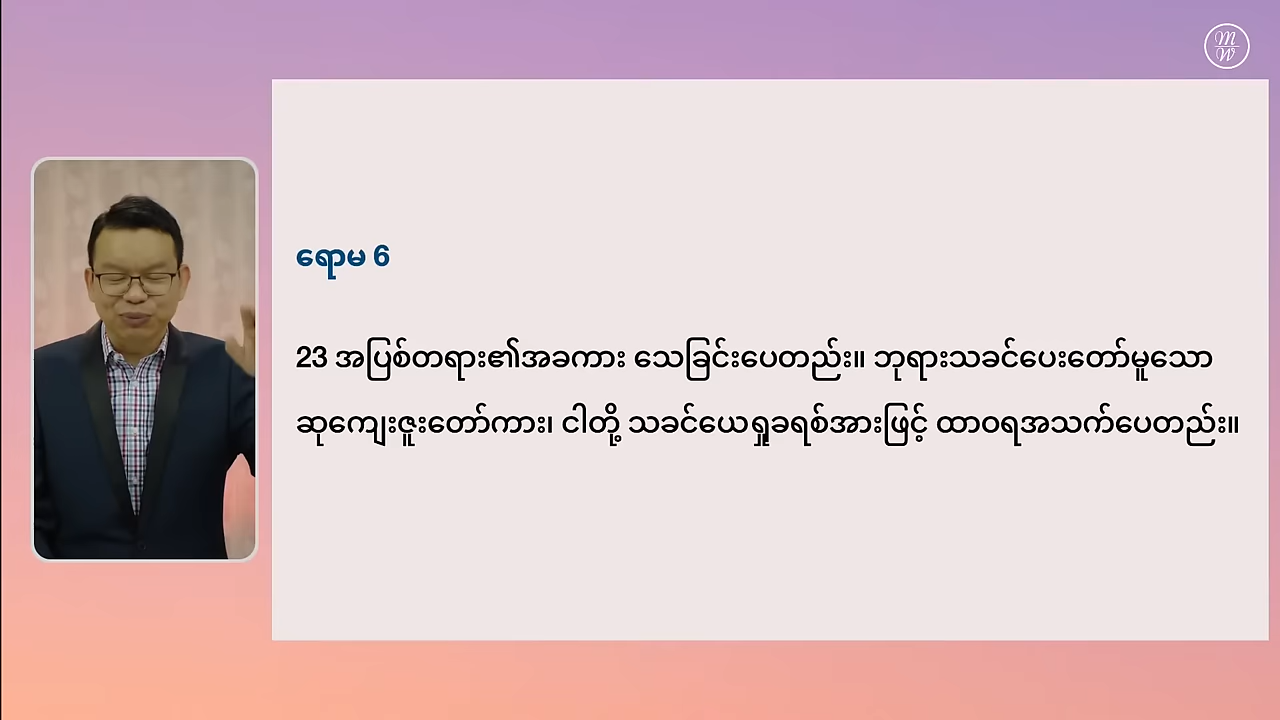 M
W
ရောမ 6
23 အပြစ်တရား၏အခကား သေခြင်းပေတည်း။ ဘုရားသခင်ပေးတော်မူသော
ဆုကျေးဇူးတော်ကား၊ ငါတို့ သခင်ယေရှုခရစ်အားဖြင့် ထာဝရအသက်ပေတည်း။